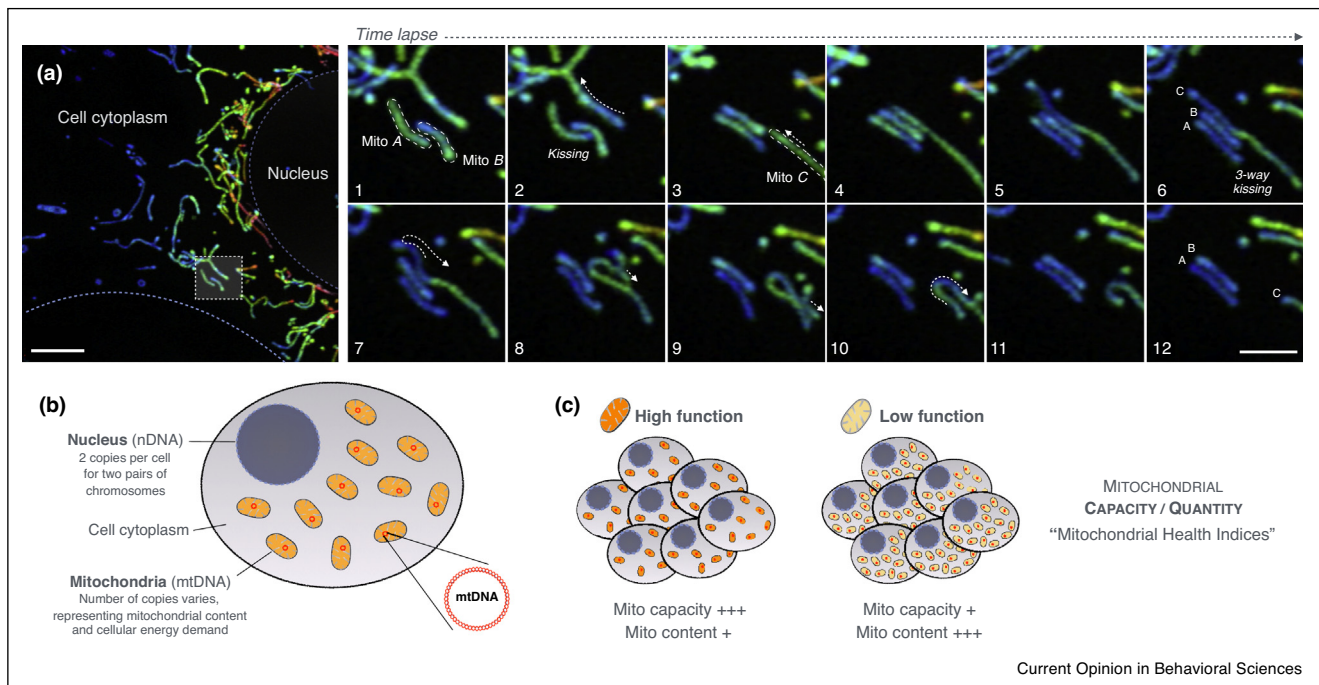 Time lapse
(a)
Cell cytoplasm
Nucleus
Mito A
Mito B
1
Kissing
2
Mito C
3
4
5
C
B
A
3-way
kissing
6
7
8
9
10
11
B
A
C
12
(b)
Nucleus (nDNA)
2 copies per cell
for two pairs of
chromosomes
Cell cytoplasm
Mitochondria (mtDNA)
Number of copies varies,
representing mitochondrial content
and cellular energy demand
mtDNA
(c)
High function
Mito capacity +++
Mito content +
Low function
Mito capacity +
Mito content +++
MITOCHONDRIAL
CAPACITY / QUANTITY
“Mitochondrial Health Indices”
Current Opinion in Behavioral Sciences